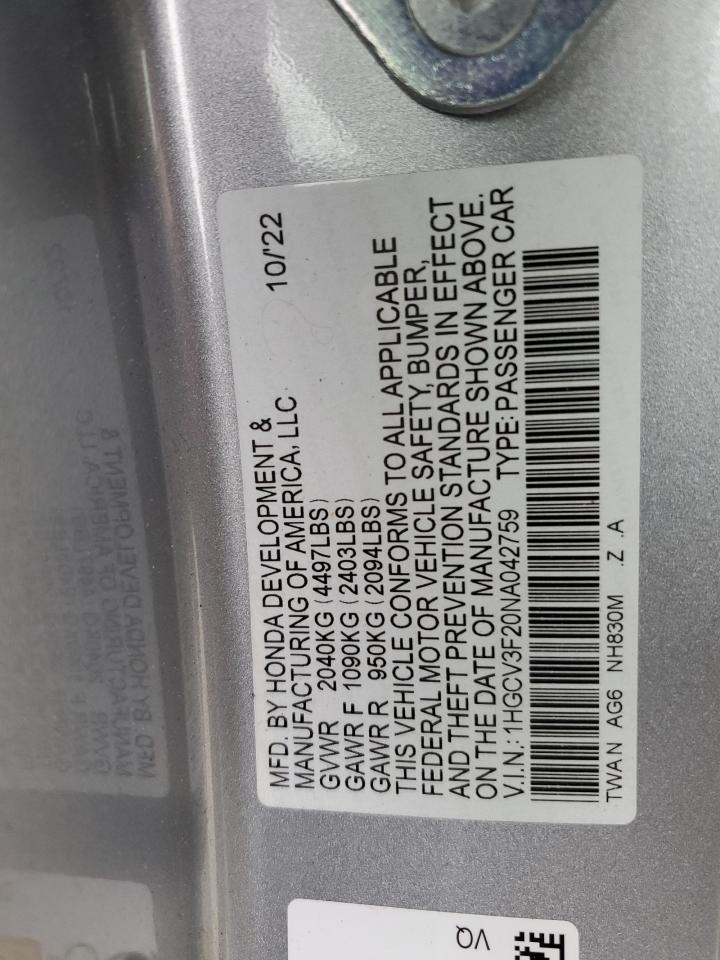 MFD. BY HONDA DEVELOPMENT &
MANUFACTURING OF AMERICA, LLC 10/'22
GVWR 2040KG (4497LBS)
GAWR F 1090KG (2403LBS)
GAWR R 950KG (2094LBS)
THIS VEHICLE CONFORMS TO ALL APPLICABLE
FEDERAL MOTOR VEHICLE SAFETY, BUMPER,
AND THEFT PREVENTION STANDARDS IN EFFECT
ON THE DATE OF MANUFACTURE SHOWN ABOVE.
V.I.N.: 1HGCV3F20NA042759 TYPE: PASSENGER CAR
TWAN AG6 NH830M .Z .A
VQ